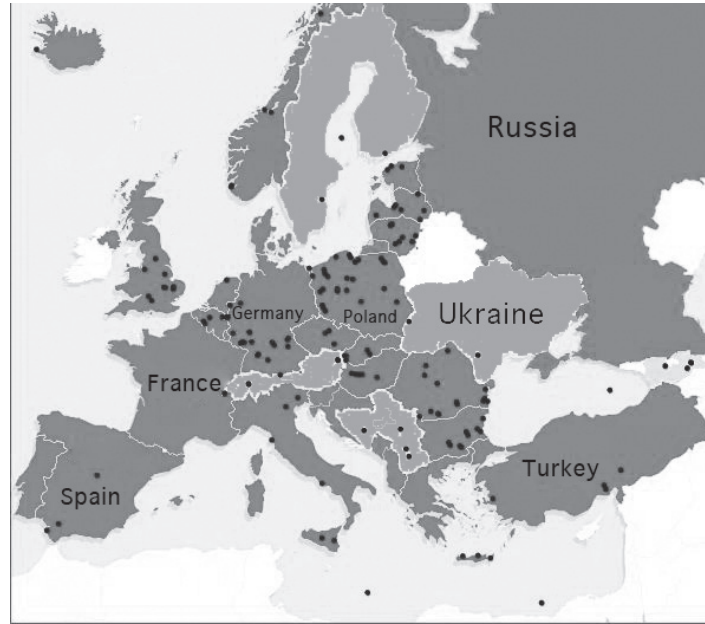 Russia
Ukraine
Germany
Poland
France
Turkey
Spain